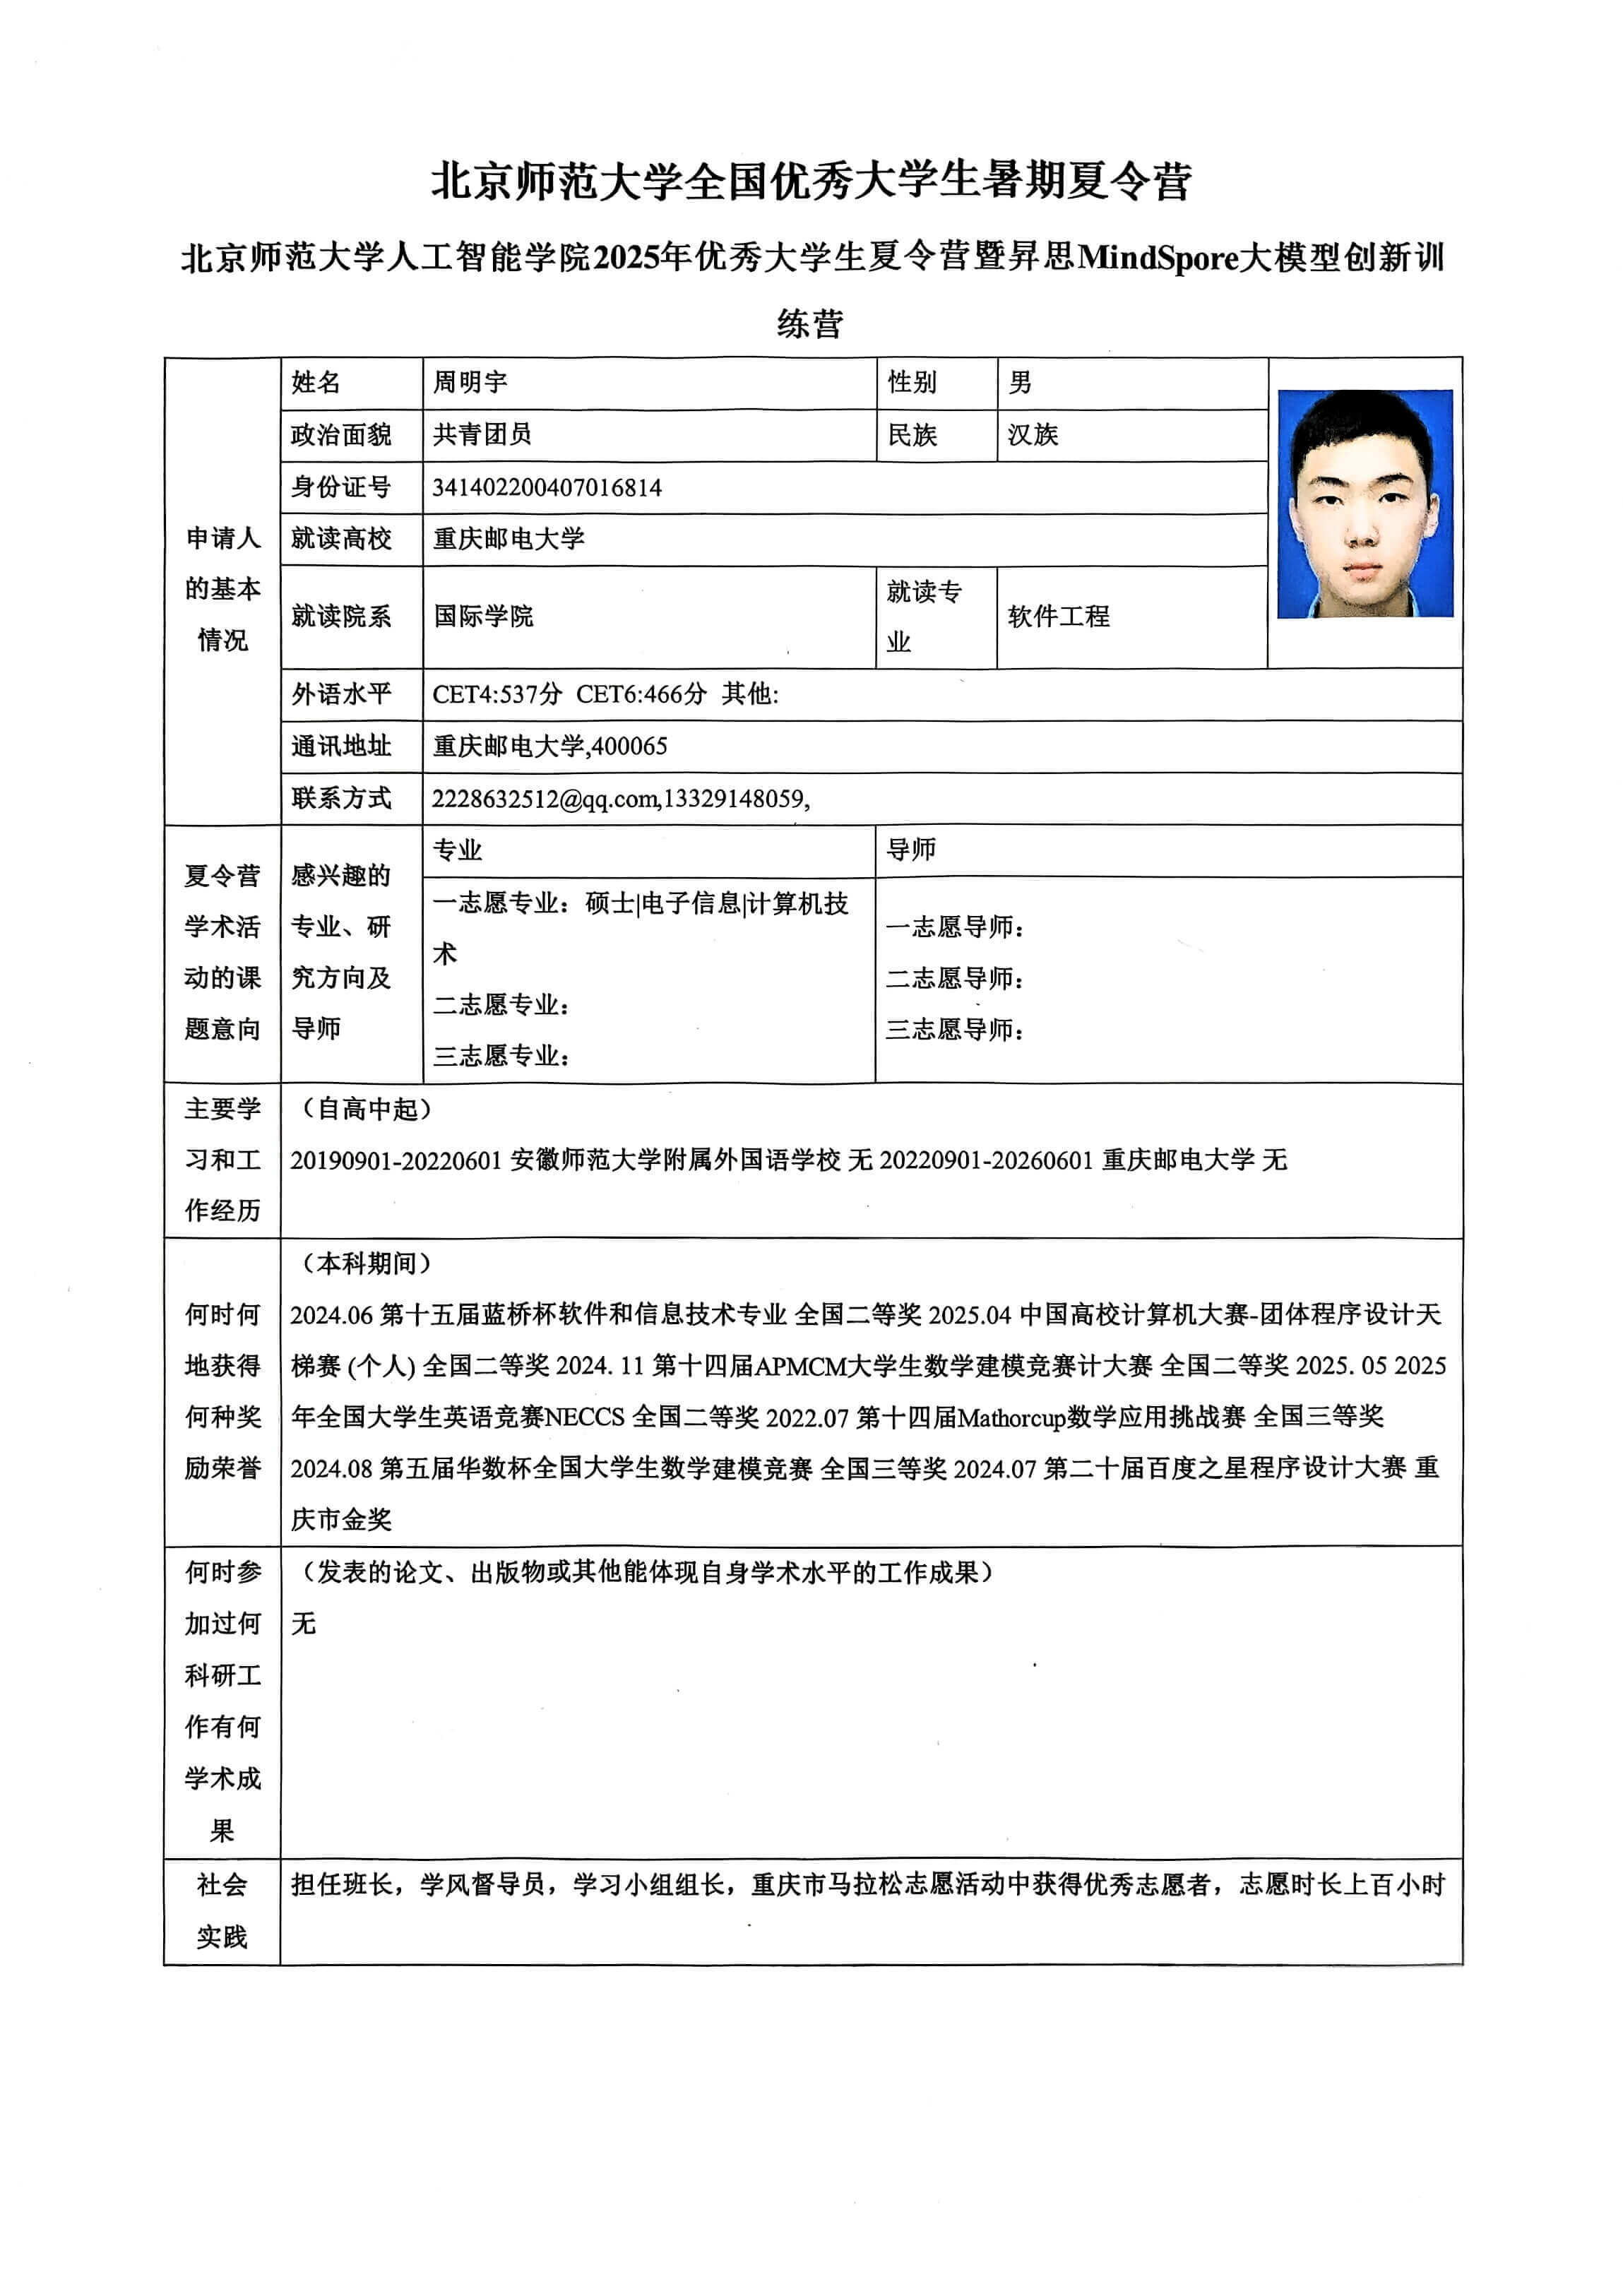 北京师范大学全国优秀大学生暑期夏令营
北京师范大学人工智能学院2025年优秀大学生夏令营暨昇思MindSpore大模型创新训
练营
申请人
的基本
情况
姓名 周明宇 性别 男
政治面貌 共青团员 民族 汉族
身份证号 341402200407016814
就读高校 重庆邮电大学
就读院系 国际学院 就读专
业 软件工程
外语水平 CET4:537分 CET6:466分 其他:
通讯地址 重庆邮电大学,400065
联系方式 2228632512@qq.com,13329148059,
夏令营
学术活
动的课
题意向
感兴趣的
专业、研
究方向及
导师
专业
一志愿专业：硕士|电子信息|计算机技
术
二志愿专业：
三志愿专业：
导师
一志愿导师：
二志愿导师：
三志愿导师：
主要学
习和工
作经历
（自高中起）
20190901-20220601 安徽师范大学附属外国语学校 无 20220901-20260601 重庆邮电大学 无
何时何
地获得
何种奖
励荣誉
（本科期间）
2024.06 第十五届蓝桥杯软件和信息技术专业 全国二等奖 2025.04 中国高校计算机大赛-团体程序设计天
梯赛 (个人) 全国二等奖 2024. 11 第十四届APMCM大学生数学建模竞赛计大赛 全国二等奖 2025. 05 2025
年全国大学生英语竞赛NECCS 全国二等奖 2022.07 第十四届Mathorcup数学应用挑战赛 全国三等奖
2024.08 第五届华数杯全国大学生数学建模竞赛 全国三等奖 2024.07 第二十届百度之星程序设计大赛 重
庆市金奖
何时参
加过何
科研工
作有何
学术成
果
（发表的论文、出版物或其他能体现自身学术水平的工作成果）
无
社会
实践
担任班长，学风督导员，学习小组组长，重庆市马拉松志愿活动中获得优秀志愿者，志愿时长上百小时